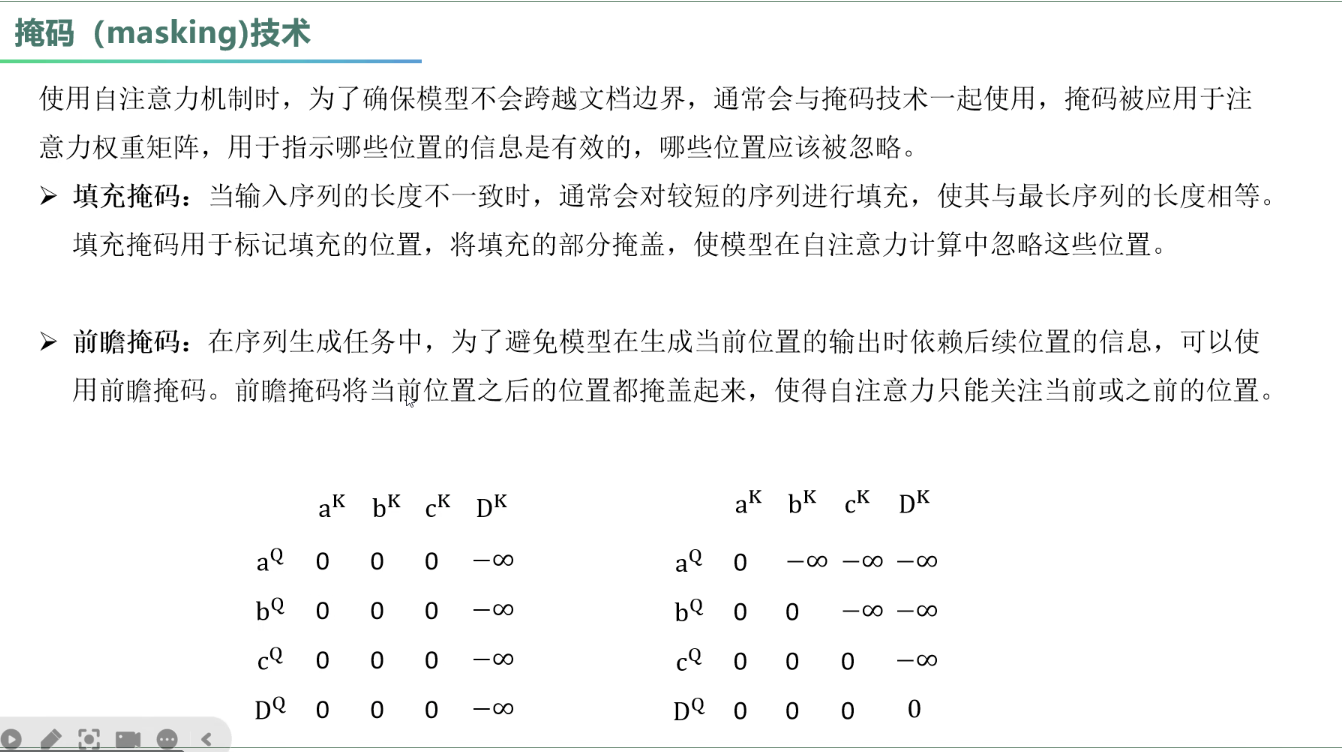 掩码（masking)技术
使用自注意力机制时，为了确保模型不会跨越文档边界，通常会与掩码技术一起使用，掩码被应用于注
意力权重矩阵，用于指示哪些位置的信息是有效的，哪些位置应该被忽略。
➢ 填充掩码：当输入序列的长度不一致时，通常会对较短的序列进行填充，使其与最长序列的长度相等。
填充掩码用于标记填充的位置，将填充的部分掩盖，使模型在自注意力计算中忽略这些位置。
➢ 前瞻掩码：在序列生成任务中，为了避免模型在生成当前位置的输出时依赖后续位置的信息，可以使
用前瞻掩码。前瞻掩码将当前位置之后的位置都掩盖起来，使得自注意力只能关注当前或之前的位置。
a^K b^K c^K D^K
a^Q 0 0 0 −∞
b^Q 0 0 0 −∞
c^Q 0 0 0 −∞
D^Q 0 0 0 −∞
a^K b^K c^K D^K
a^Q 0 −∞ −∞ −∞
b^Q 0 0 −∞ −∞
c^Q 0 0 0 −∞
D^Q 0 0 0 0